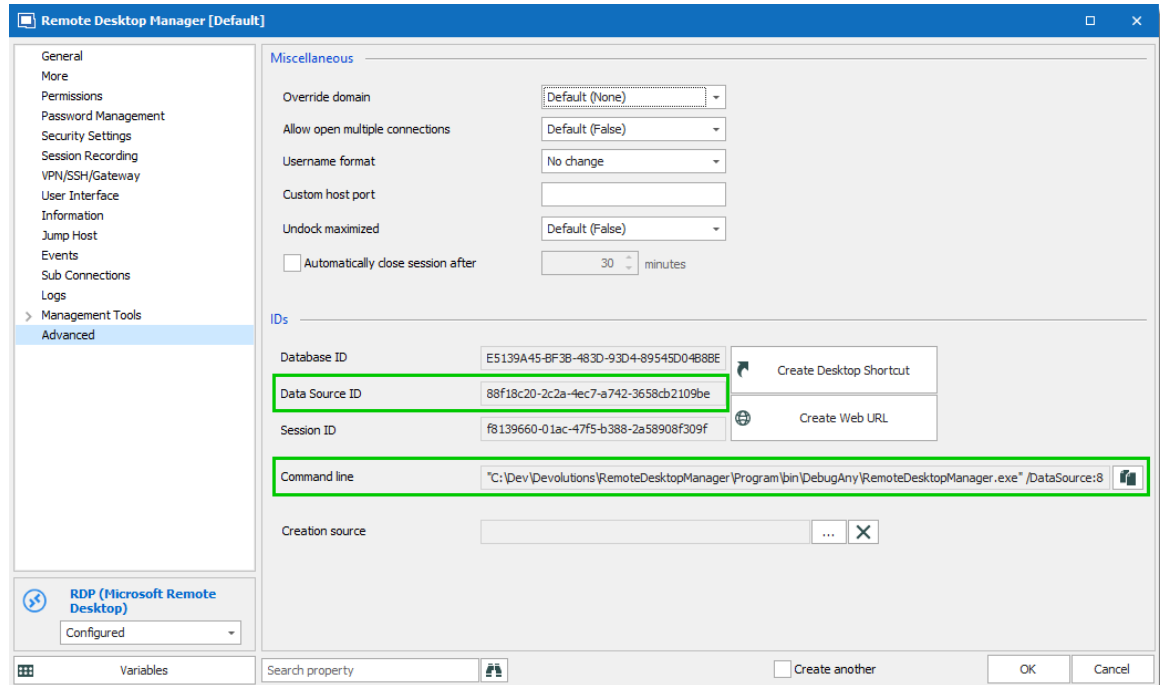 Remote Desktop Manager [Default]
General
More
Permissions
Password Management
Security Settings
Session Recording
VPN/SSH/Gateway
User Interface
Information
Jump Host
Events
Sub Connections
Logs
Management Tools
Advanced
RDP (Microsoft Remote
Desktop)
Configured
Variables
Miscellaneous
Override domain
Default (None)
Allow open multiple connections
Default (False)
Username format
No change
Custom host port
Undock maximized
Default (False)
Automatically close session after
30
minutes
IDs
Database ID
E5139A45-BF3B-483D-93D4-89545D04B8BE
Create Desktop Shortcut
Data Source ID
88f18c20-2c2a-4ec7-a742-3658cb2109be
Create Web URL
Session ID
f8139660-01ac-47f5-b388-2a58908f309f
Command line
"C:\Dev\Devolutions\RemoteDesktopManager\Program\bin\DebugAny\RemoteDesktopManager.exe" /DataSource:8
Creation source
...
Search property
Create another
OK
Cancel